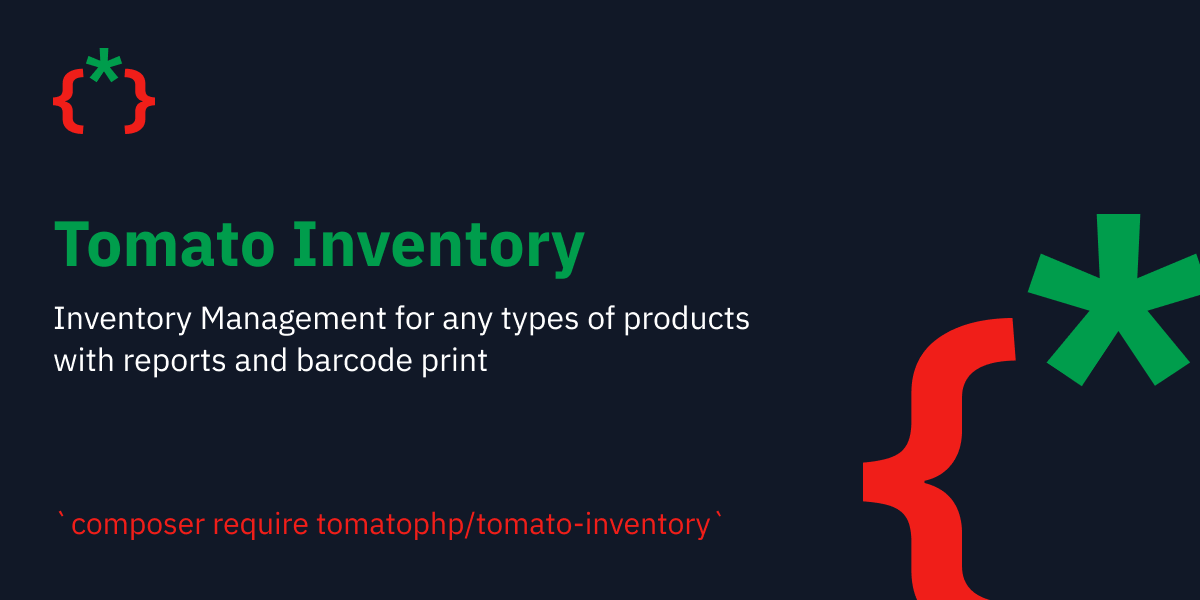 {*}
Tomato Inventory
Inventory Management for any types of products
with reports and barcode print
`composer require tomatophp/tomato-inventory`
{*